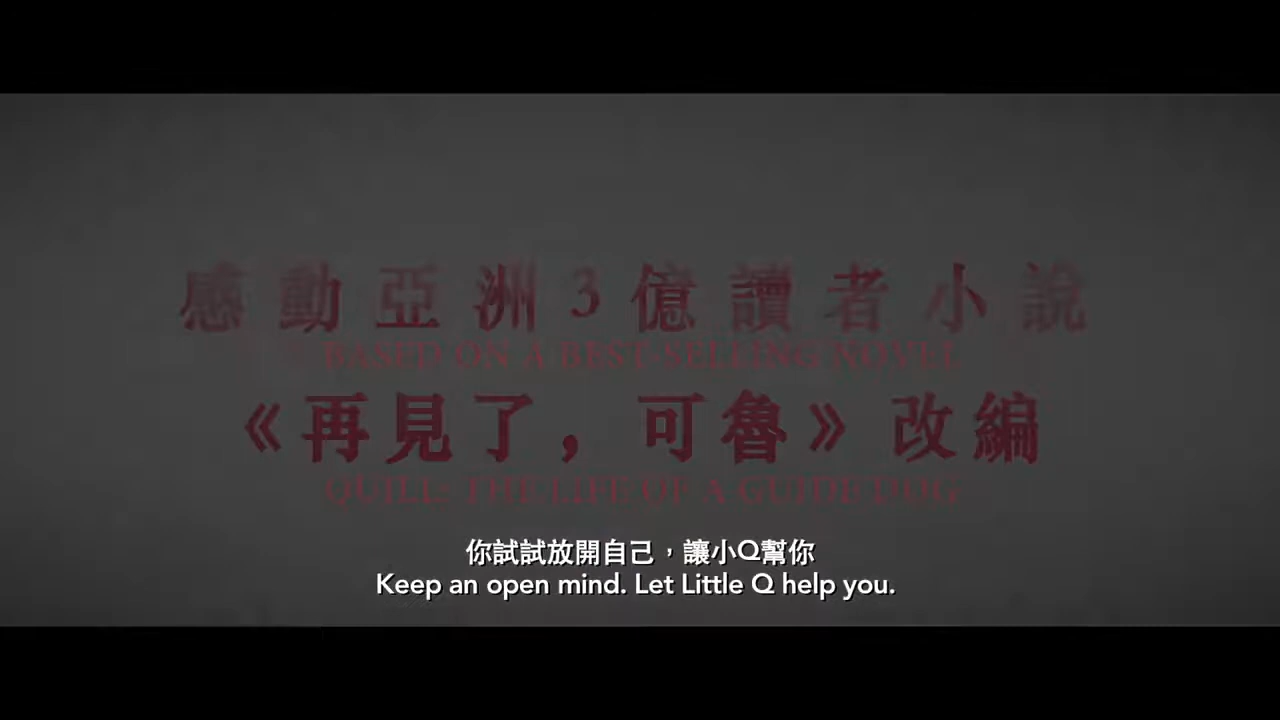 感動亞洲3億讀者小說
BASED ON A BEST-SELLING NOVEL
《再見了，可魯》改編
QUILL: THE LIFE OF A GUIDE DOG
你試試放開自己，讓小Q幫你
Keep an open mind. Let Little Q help you.